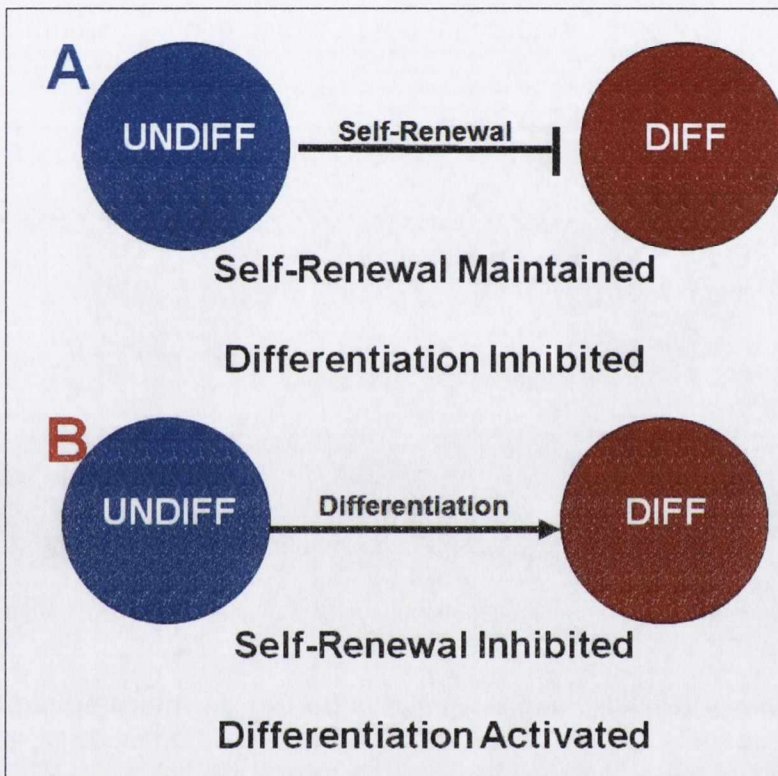 A
UNDIFF
Self-Renewal
DIFF
Self-Renewal Maintained
Differentiation Inhibited
B
UNDIFF
Differentiation
DIFF
Self-Renewal Inhibited
Differentiation Activated